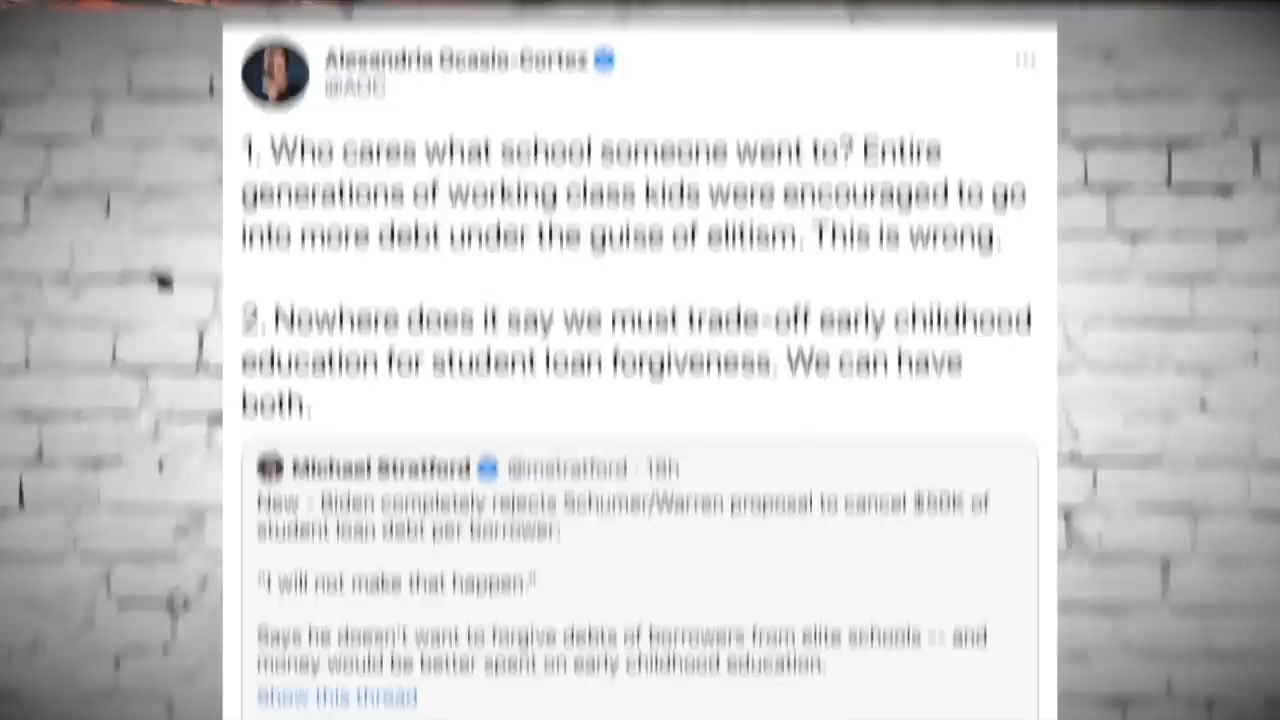 Alexandria Ocasio-Cortez
@AOC
1. Who cares what school someone went to? Entire
generations of working class kids were encouraged to go
into more debt under the guise of elitism. This is wrong.
2. Nowhere does it say we must trade-off early childhood
education for student loan forgiveness. We can have
both.
Michael Stratford @mstratford · 18h
New - Biden completely rejects Schumer/Warren proposal to cancel $50K of
student loan debt per borrower.
"I will not make that happen."
Says he doesn't want to forgive debts of borrowers from elite schools -- and
money would be better spent on early childhood education.
Show this thread